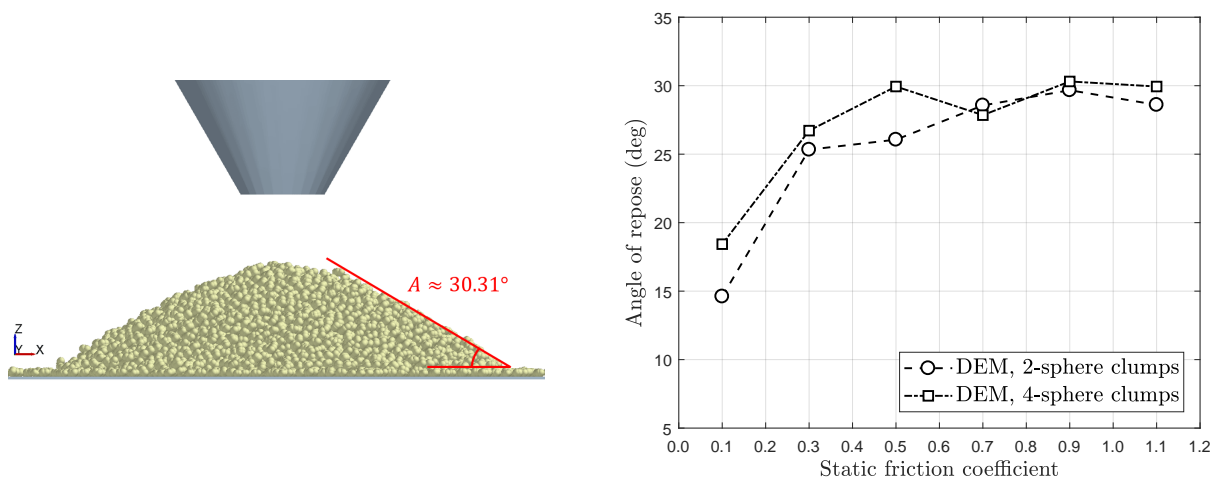 A ≈ 30.31°
Z
Y X
Angle of repose (deg)
35
30
25
20
15
10
5
0.0 0.1 0.2 0.3 0.4 0.5 0.6 0.7 0.8 0.9 1.0 1.1 1.2
Static friction coefficient
DEM, 2-sphere clumps
DEM, 4-sphere clumps